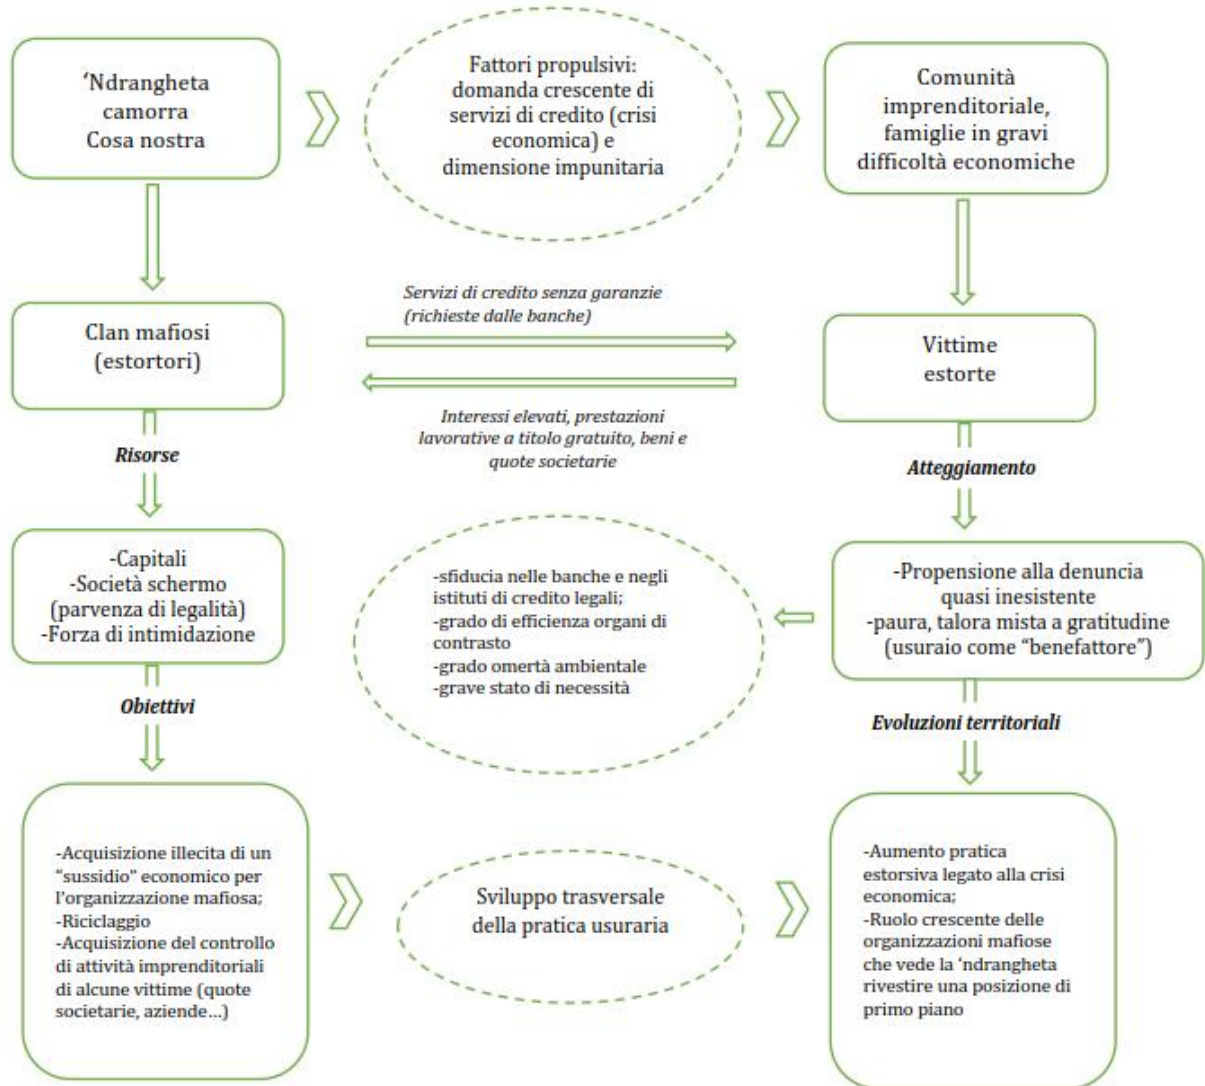 ‘Ndrangheta
camorra
Cosa nostra
Fattori propulsivi:
domanda crescente di
servizi di credito (crisi
economica) e
dimensione impunitaria
Comunità
imprenditoriale,
famiglie in gravi
difficoltà economiche
Clan mafiosi
(estortori)
Servizi di credito senza garanzie
(richieste dalle banche)
Interessi elevati, prestazioni
lavorative a titolo gratuito, beni e
quote societarie
Vittime
estorte
Risorse
Atteggiamento
-Capitali
-Società schermo
(parvenza di legalità)
-Forza di intimidazione
-sfiducia nelle banche e negli
istituti di credito legali;
-grado di efficienza organi di
contrasto
-grado omertà ambientale
-grave stato di necessità
-Propensione alla denuncia
quasi inesistente
-paura, talora mista a gratitudine
(usuraio come “benefattore”)
Obiettivi
Evoluzioni territoriali
-Acquisizione illecita di un
“sussidio” economico per
l’organizzazione mafiosa;
-Riciclaggio
-Acquisizione del controllo
di attività imprenditoriali
di alcune vittime (quote
societarie, aziende…)
Sviluppo trasversale
della pratica usuraria
-Aumento pratica
estorsiva legato alla crisi
economica;
-Ruolo crescente delle
organizzazioni mafiose
che vede la ‘ndrangheta
rivestire una posizione di
primo piano